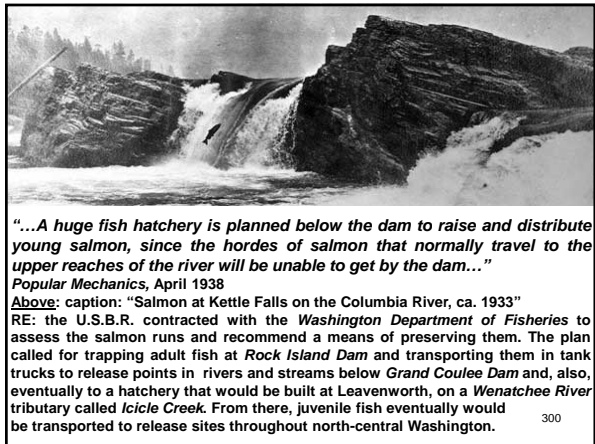 “…A huge fish hatchery is planned below the dam to raise and distribute
young salmon, since the hordes of salmon that normally travel to the
upper reaches of the river will be unable to get by the dam…”
Popular Mechanics, April 1938
Above: caption: “Salmon at Kettle Falls on the Columbia River, ca. 1933”
RE: the U.S.B.R. contracted with the Washington Department of Fisheries to
assess the salmon runs and recommend a means of preserving them. The plan
called for trapping adult fish at Rock Island Dam and transporting them in tank
trucks to release points in rivers and streams below Grand Coulee Dam and, also,
eventually to a hatchery that would be built at Leavenworth, on a Wenatchee River
tributary called Icicle Creek. From there, juvenile fish eventually would
be transported to release sites throughout north-central Washington.
300